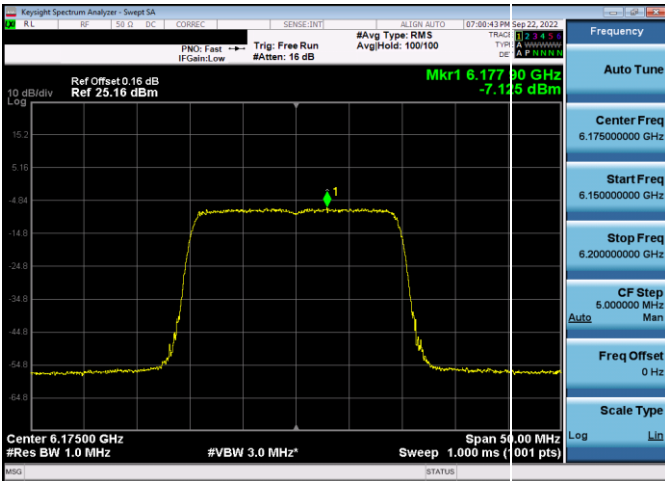 Keysight Spectrum Analyzer - Swept SA
RL RF 50 Ω DC CORREC SENSE:INT ALIGN AUTO 07:00:43 PM Sep 22, 2022
#Avg Type: RMS
Avg|Hold: 100/100
TRACE 1 2 3 4 5 6
TYPE A WWWWW
DET A P NNNN
PNO: Fast
IFGain:Low
Trig: Free Run
#Atten: 16 dB
Mkr1 6.177 90 GHz
-7.125 dBm
Ref Offset 0.16 dB
Ref 25.16 dBm
10 dB/div
Log
15.2
5.16
-4.84
-14.8
-24.8
-34.8
-44.8
-54.8
-64.8
1
Center 6.17500 GHz
Span 50.00 MHz
#Res BW 1.0 MHz
#VBW 3.0 MHz*
Sweep 1.000 ms (1001 pts)
MSG
STATUS
Frequency
Auto Tune
Center Freq
6.175000000 GHz
Start Freq
6.150000000 GHz
Stop Freq
6.200000000 GHz
CF Step
5.000000 MHz
Auto Man
Freq Offset
0 Hz
Scale Type
Log Lin